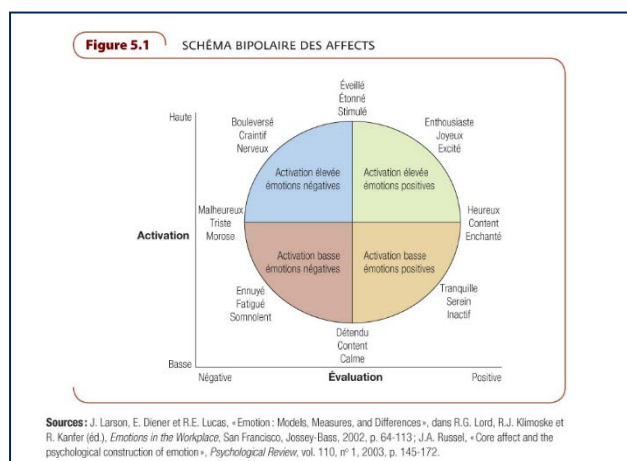 Figure 5.1 SCHÉMA BIPOLAIRE DES AFFECTS
Éveillé
Étonné
Stimulé
Haute
Bouleversé
Craintif
Nerveux
Enthousiaste
Joyeux
Excité
Activation élevée
émotions négatives
Activation élevée
émotions positives
Malheureux
Triste
Morose
Heureux
Content
Enchanté
Activation
Activation basse
émotions négatives
Activation basse
émotions positives
Ennuyé
Fatigué
Somnolent
Tranquille
Serein
Inactif
Détendu
Content
Calme
Basse
Négative
Évaluation
Positive
Sources : J. Larson, E. Diener et R.E. Lucas, «Emotion : Models, Measures, and Differences», dans R.G. Lord, R.J. Klimoske et
R. Kanfer (éd.), Emotions in the Workplace, San Francisco, Jossey-Bass, 2002, p. 64-113 ; J.A. Russel, «Core affect and the
psychological construction of emotion», Psychological Review, vol. 110, nº 1, 2003, p. 145-172.